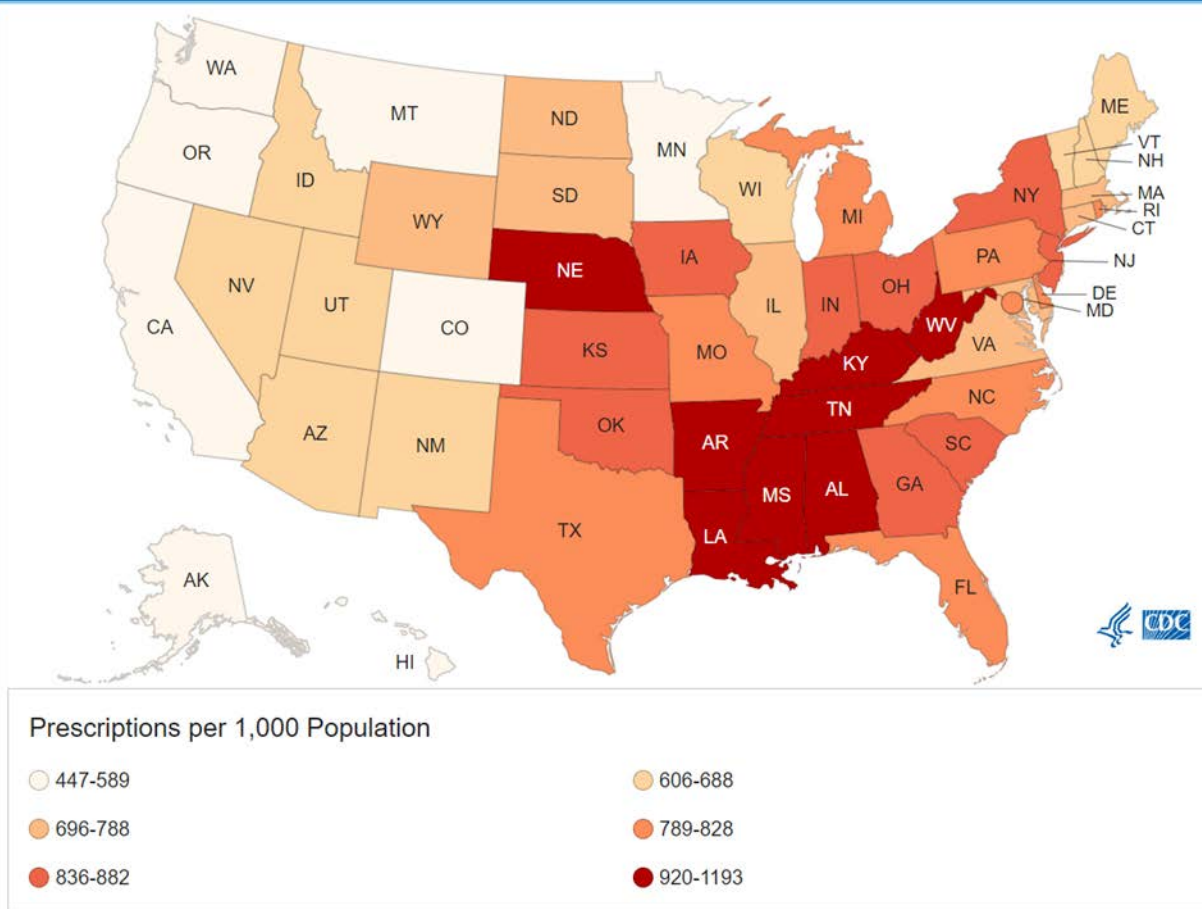 WA
MT
ND
MN
ME
VT
NH
OR
ID
SD
WI
NY
MA
RI
CT
WY
MI
IA
PA
NJ
NE
NV
UT
IL
IN
OH
DE
MD
CO
CA
WV
VA
KS
MO
KY
NC
TN
AZ
NM
OK
AR
SC
MS
AL
GA
TX
LA
AK
FL
HI
CDC
Prescriptions per 1,000 Population
447-589
606-688
696-788
789-828
836-882
920-1193